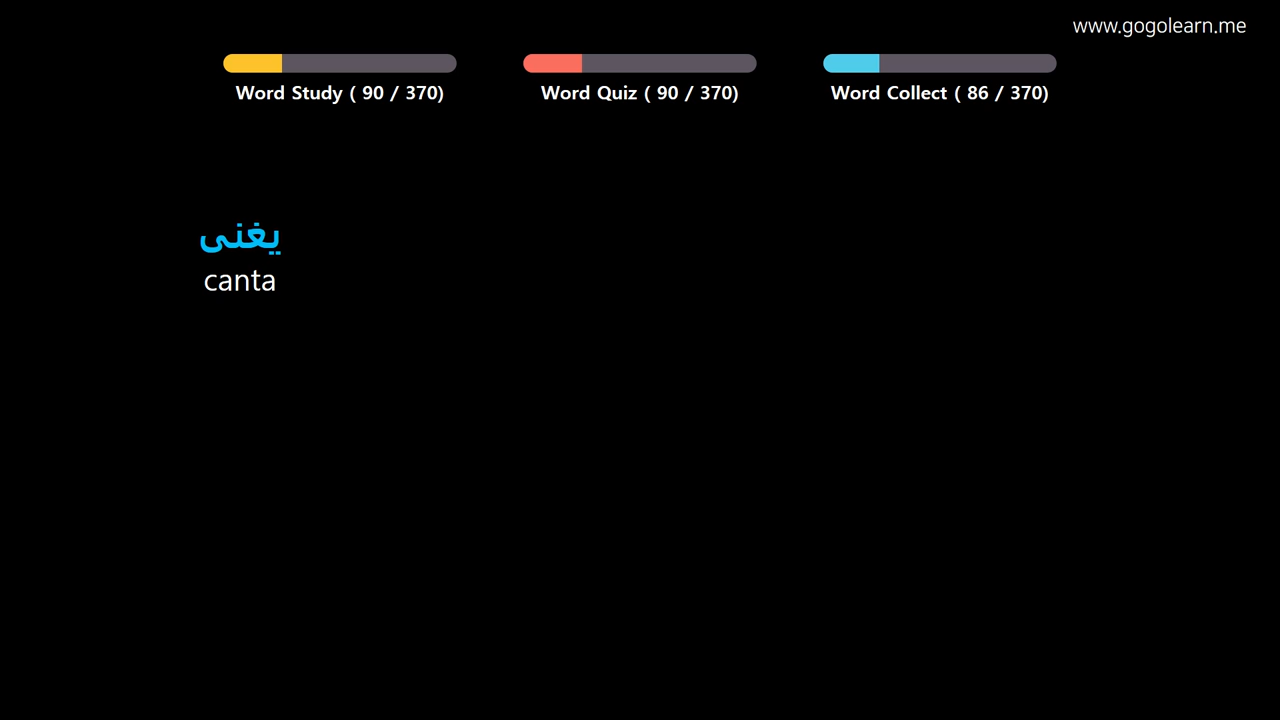 www.gogolearn.me
Word Study ( 90 / 370)
Word Quiz ( 90 / 370)
Word Collect ( 86 / 370)
يغنى
canta